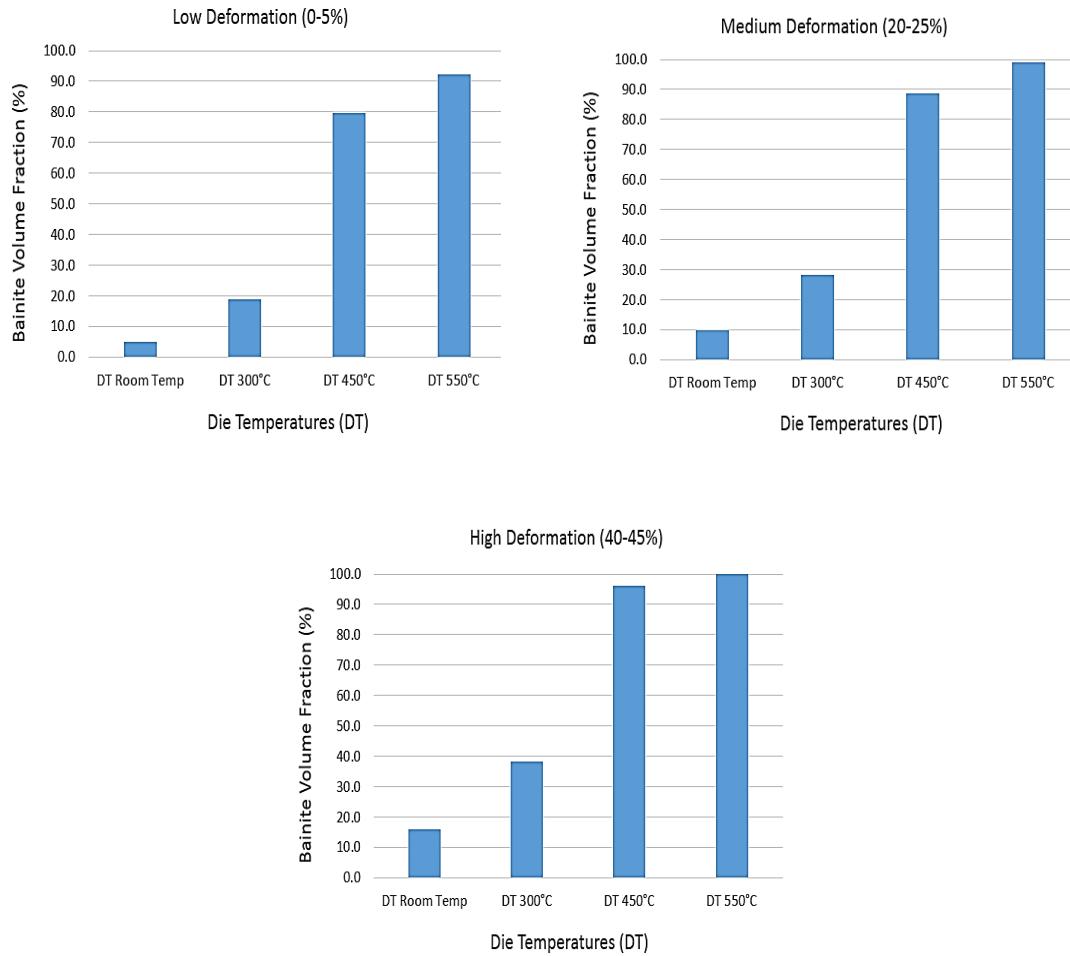 Low Deformation (0-5%)
Bainite Volume Fraction (%)
100.0
90.0
80.0
70.0
60.0
50.0
40.0
30.0
20.0
10.0
0.0
DT Room Temp DT 300°C DT 450°C DT 550°C
Die Temperatures (DT)
Medium Deformation (20-25%)
Bainite Volume Fraction (%)
100.0
90.0
80.0
70.0
60.0
50.0
40.0
30.0
20.0
10.0
0.0
DT Room Temp DT 300°C DT 450°C DT 550°C
Die Temperatures (DT)
High Deformation (40-45%)
Bainite Volume Fraction (%)
100.0
90.0
80.0
70.0
60.0
50.0
40.0
30.0
20.0
10.0
0.0
DT Room Temp DT 300°C DT 450°C DT 550°C
Die Temperatures (DT)